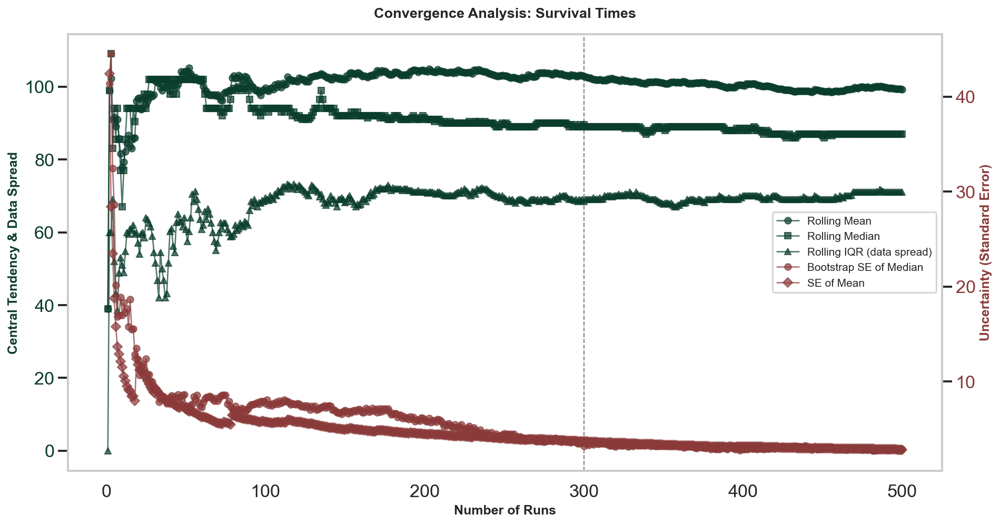 Convergence Analysis: Survival Times
Central Tendency & Data Spread
100
80
60
40
20
0
40
30
20
10
Uncertainty (Standard Error)
Rolling Mean
Rolling Median
Rolling IQR (data spread)
Bootstrap SE of Median
SE of Mean
0 100 200 300 400 500
Number of Runs